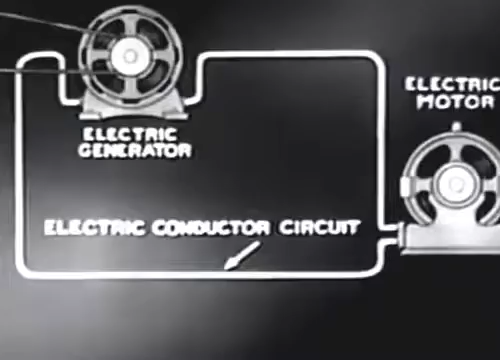 ELECTRIC
MOTOR
ELECTRIC
GENERATOR
ELECTRIC CONDUCTOR CIRCUIT